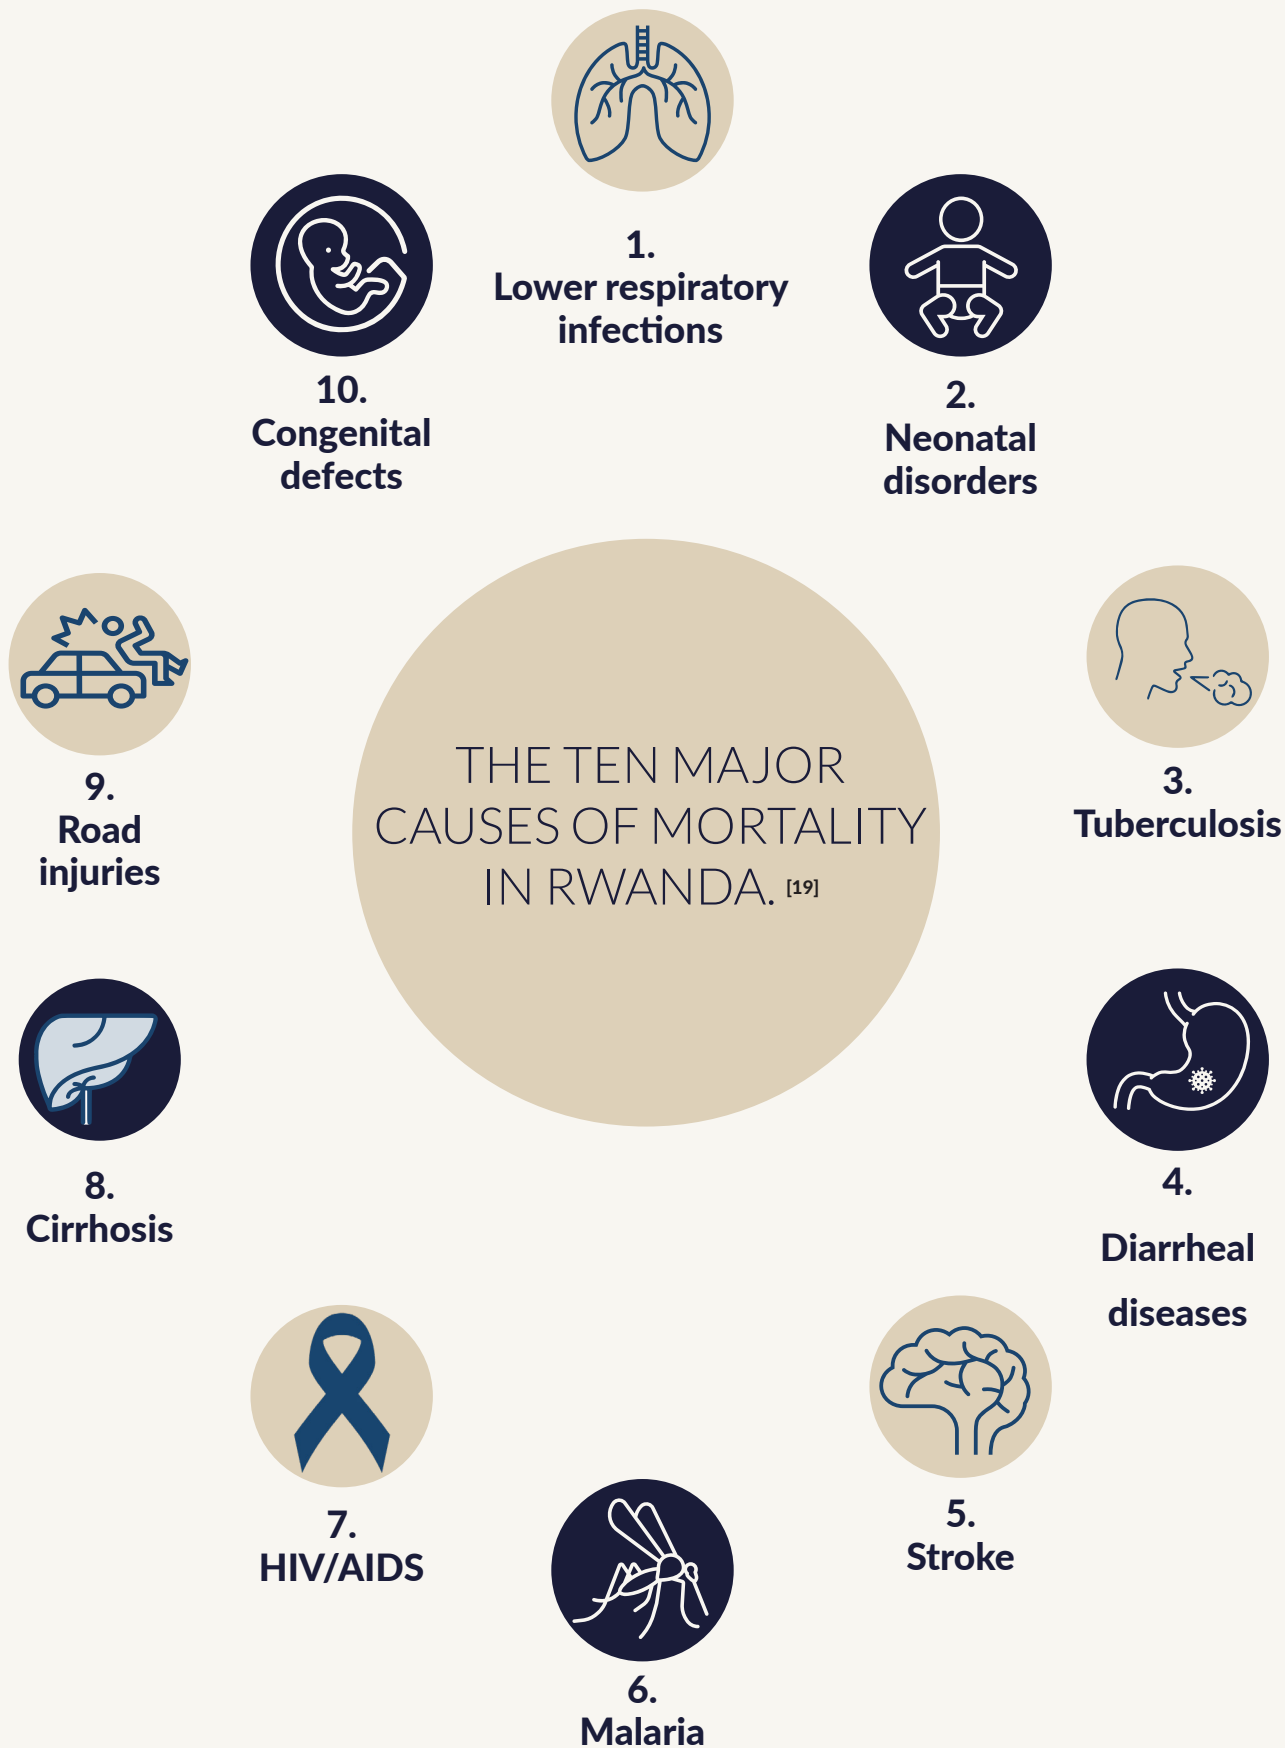 1.
Lower respiratory
infections
2.
Neonatal
disorders
3.
Tuberculosis
4.
Diarrheal
diseases
5.
Stroke
6.
Malaria
7.
HIV/AIDS
8.
Cirrhosis
9.
Road
injuries
10.
Congenital
defects
THE TEN MAJOR
CAUSES OF MORTALITY
IN RWANDA. [19]